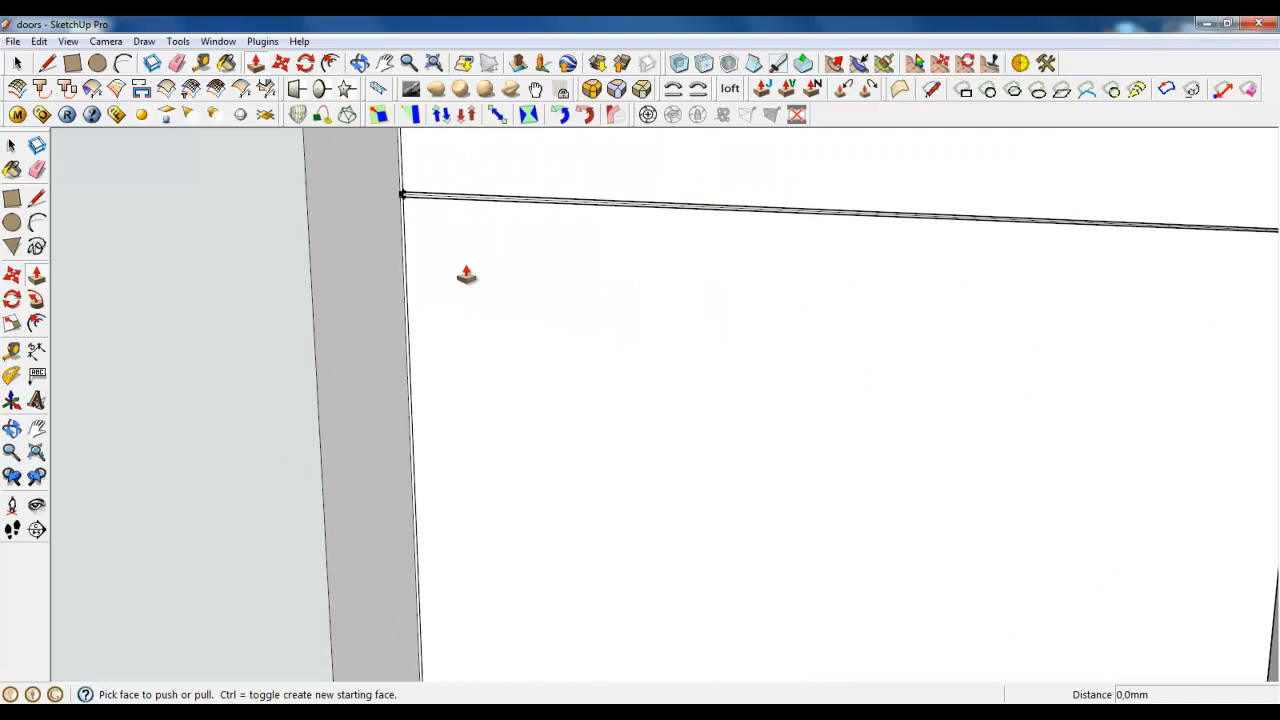 doors - SketchUp Pro
File Edit View Camera Draw Tools Window Plugins Help
loft J V N
M R ?
ABC
Pick face to push or pull. Ctrl = toggle create new starting face. Distance 0,0mm